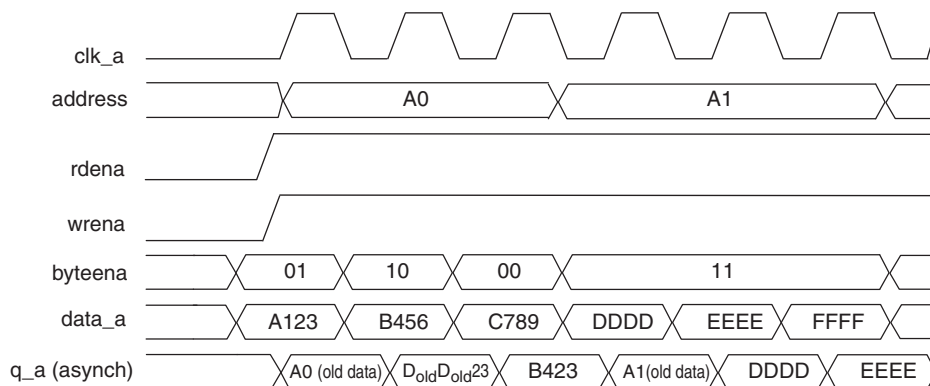 clk_a
address A0 A1
rdena
wrena
byteena 01 10 00 11
data_a A123 B456 C789 DDDD EEEE FFFF
q_a (asynch) A0 (old data) DoldDold23 B423 A1(old data) DDDD EEEE